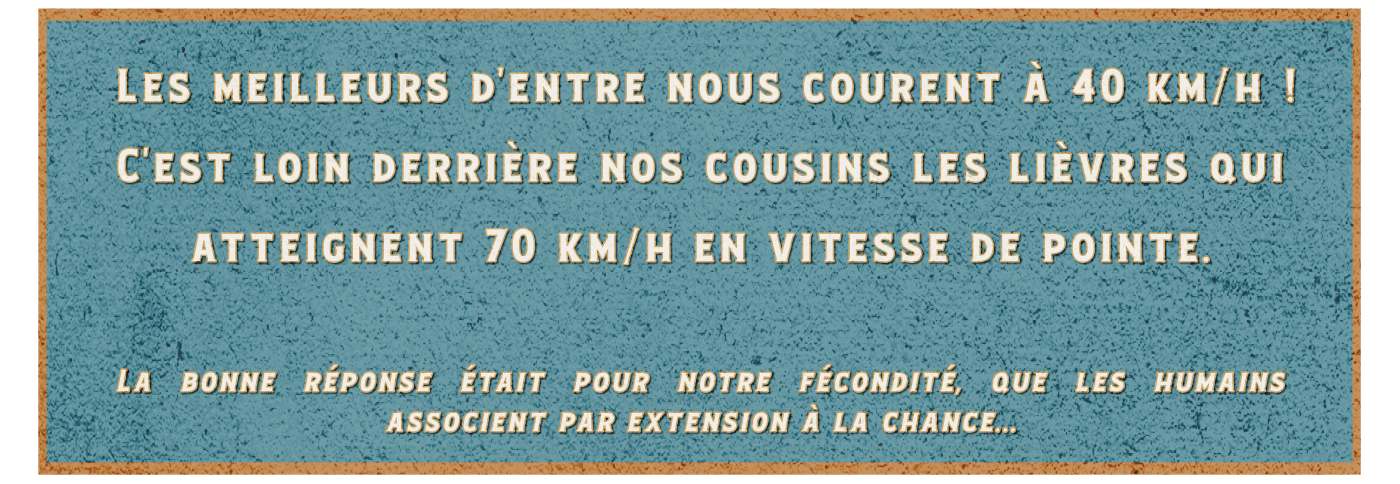 Les meilleurs d'entre nous courent à 40 km/h !
C'est loin derrière nos cousins les lièvres qui
atteignent 70 km/h en vitesse de pointe.
La bonne réponse était pour notre fécondité, que les humains
associent par extension à la chance...